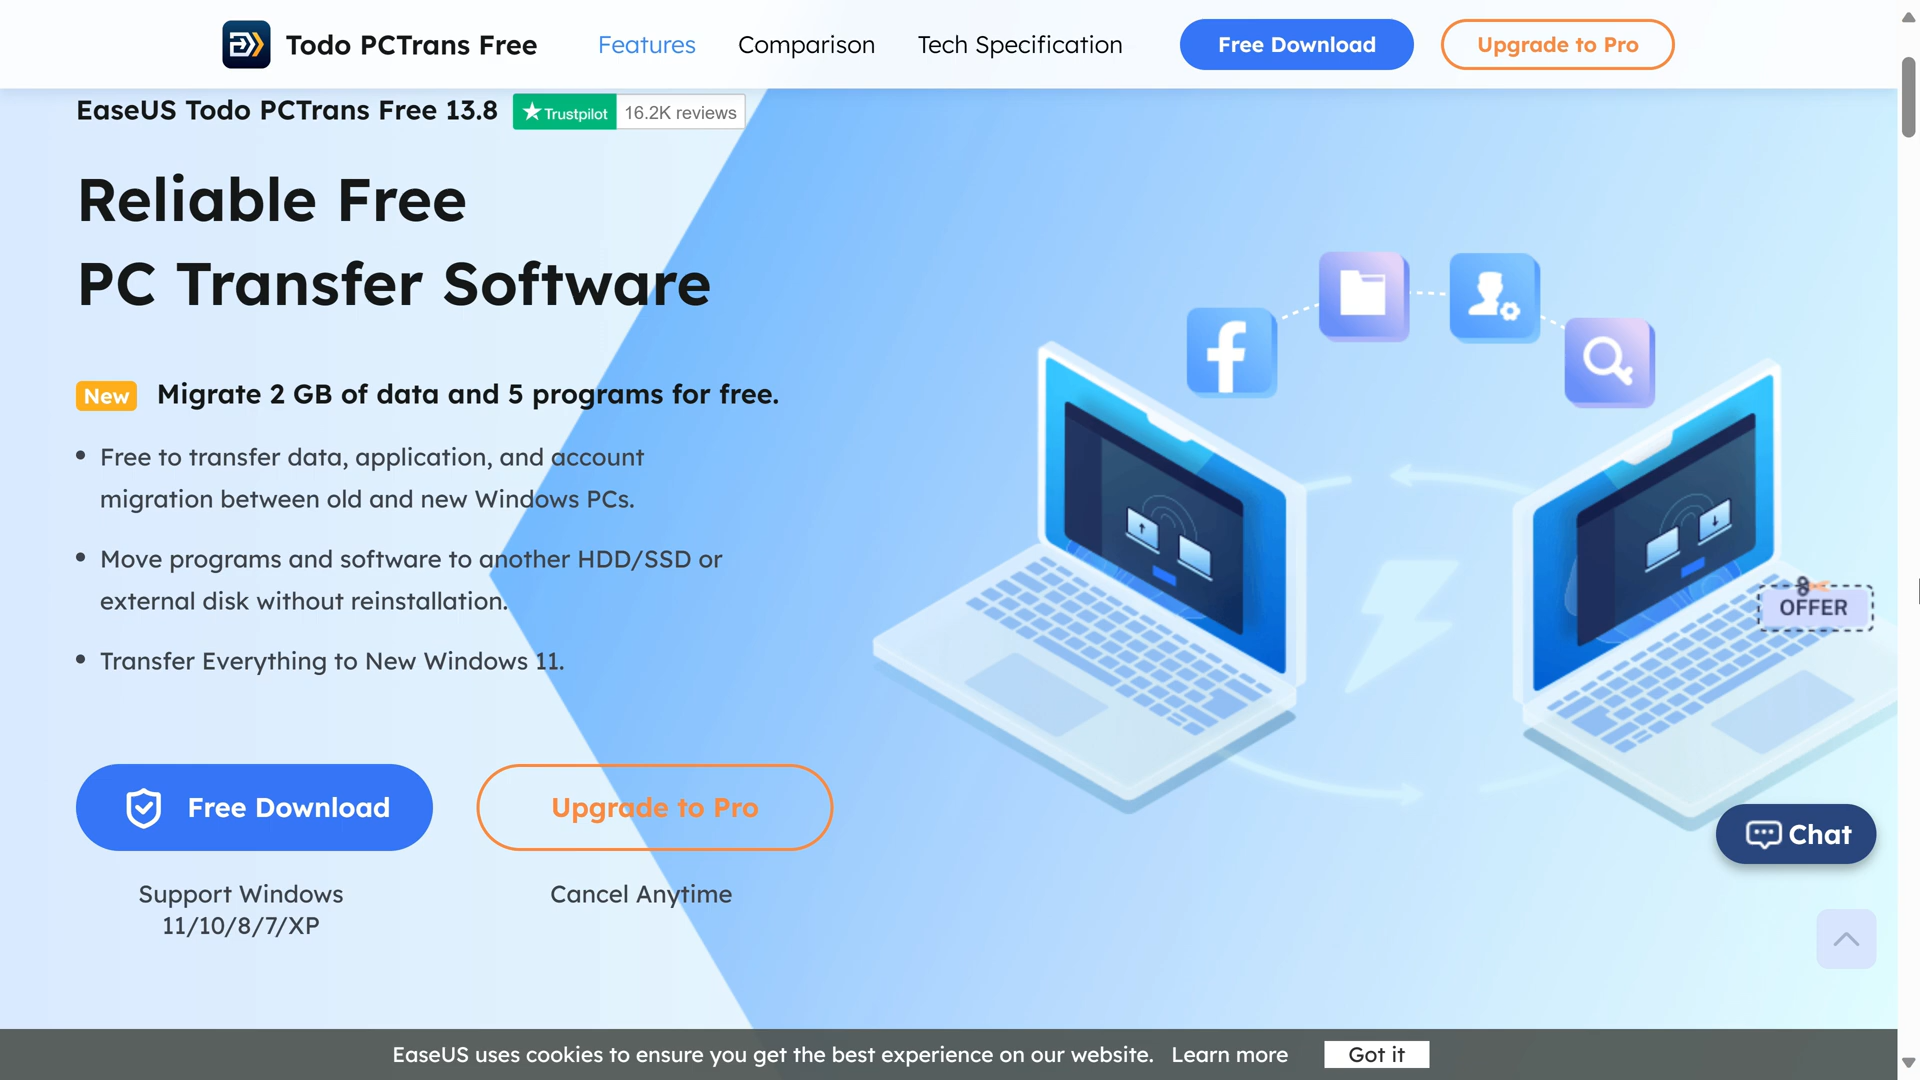 Todo PCTrans Free
Features
Comparison
Tech Specification
Free Download
Upgrade to Pro
EaseUS Todo PCTrans Free 13.8
Trustpilot
16.2K reviews
Reliable Free
PC Transfer Software
New
Migrate 2 GB of data and 5 programs for free.
• Free to transfer data, application, and account
migration between old and new Windows PCs.
• Move programs and software to another HDD/SSD or
external disk without reinstallation.
• Transfer Everything to New Windows 11.
Free Download
Upgrade to Pro
Support Windows
11/10/8/7/XP
Cancel Anytime
OFFER
Chat
EaseUS uses cookies to ensure you get the best experience on our website.
Learn more
Got it